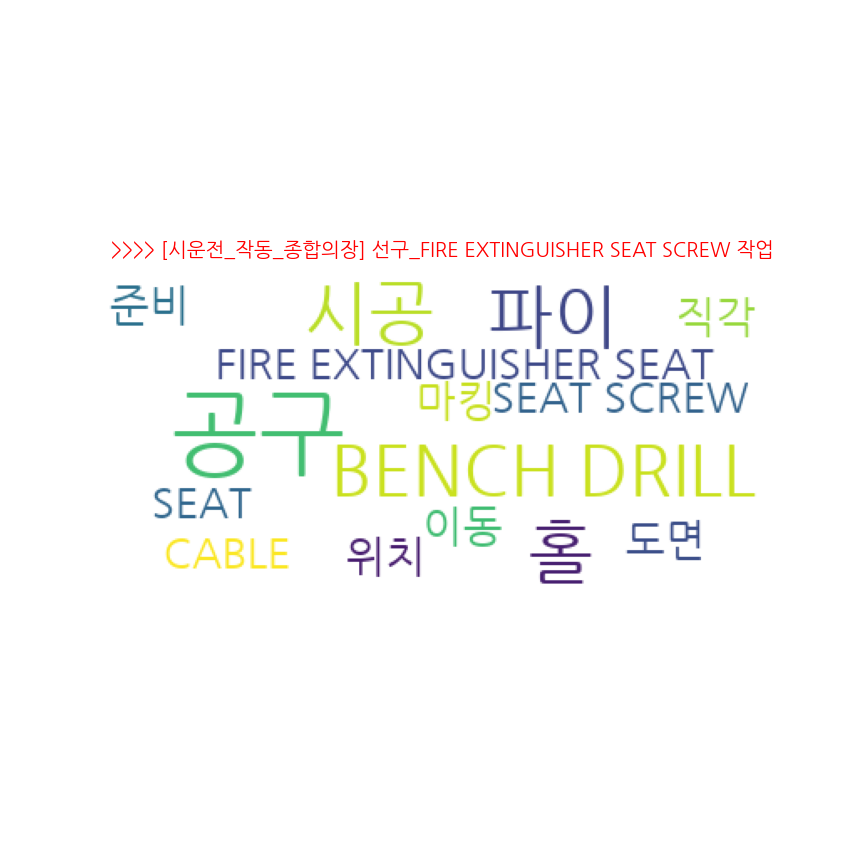 >>>> [시운전_작동_종합의장] 선구_FIRE EXTINGUISHER SEAT SCREW 작업
준비 시공 파이 직각
FIRE EXTINGUISHER SEAT
마킹 SEAT SCREW
공구 BENCH DRILL
SEAT 이동
CABLE 위치 홀 도면